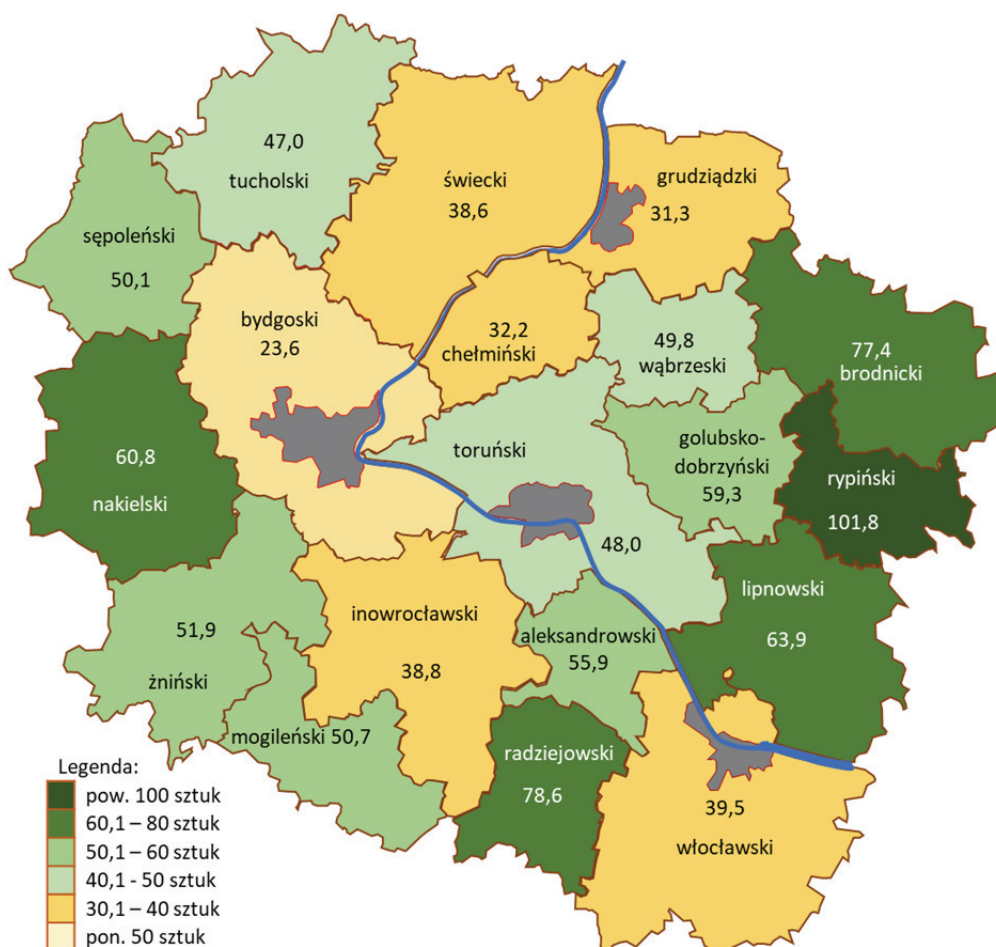 47,0
tucholski
świecki
38,6
grudziądzki
31,3
sępoleński
50,1
bydgoski
23,6
32,2
chełmiński
49,8
wąbrzeski
77,4
brodnicki
60,8
nakielski
toruński
48,0
golubsko-
dobrzyński
59,3
rypiński
101,8
lipnowski
63,9
inowrocławski
38,8
aleksandrowski
55,9
51,9
żniński
mogileński 50,7
radziejowski
78,6
39,5
włocławski
Legenda:
pow. 100 sztuk
60,1 – 80 sztuk
50,1 – 60 sztuk
40,1 - 50 sztuk
30,1 – 40 sztuk
pon. 50 sztuk